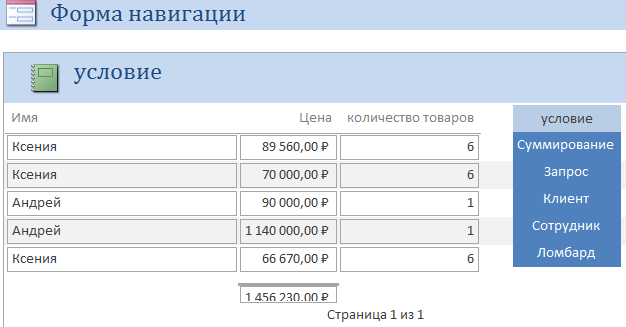 Форма навигации
условие
Имя Цена количество товаров
Ксения 89 560,00 ₽ 6
Ксения 70 000,00 ₽ 6
Андрей 90 000,00 ₽ 1
Андрей 1 140 000,00 ₽ 1
Ксения 66 670,00 ₽ 6
1 456 230,00 ₽
Страница 1 из 1
условие
Суммирование
Запрос
Клиент
Сотрудник
Ломбард